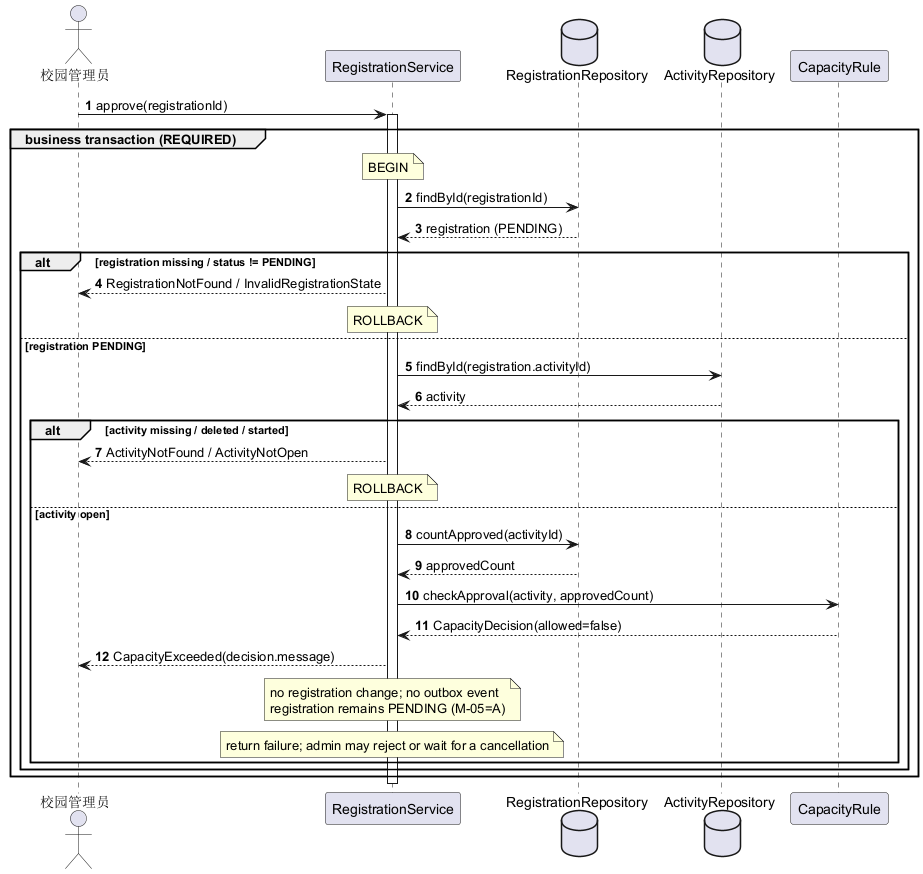 校园管理员
RegistrationService
RegistrationRepository
ActivityRepository
CapacityRule
1 approve(registrationId)
business transaction (REQUIRED)
BEGIN
2 findById(registrationId)
3 registration (PENDING)
alt [registration missing / status != PENDING]
4 RegistrationNotFound / InvalidRegistrationState
ROLLBACK
[registration PENDING]
5 findById(registration.activityId)
6 activity
alt [activity missing / deleted / started]
7 ActivityNotFound / ActivityNotOpen
ROLLBACK
[activity open]
8 countApproved(activityId)
9 approvedCount
10 checkApproval(activity, approvedCount)
11 CapacityDecision(allowed=false)
12 CapacityExceeded(decision.message)
no registration change; no outbox event
registration remains PENDING (M-05=A)
return failure; admin may reject or wait for a cancellation
校园管理员
RegistrationService
RegistrationRepository
ActivityRepository
CapacityRule